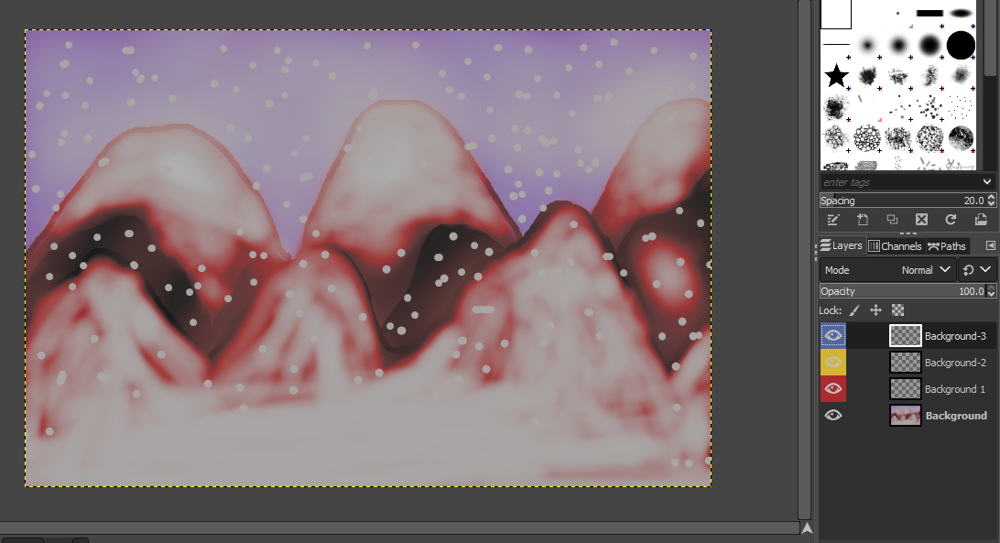 enter tags
Spacing 20.0
Layers Channels Paths
Mode Normal
Opacity 100.0
Lock:
Background-3
Background-2
Background 1
Background